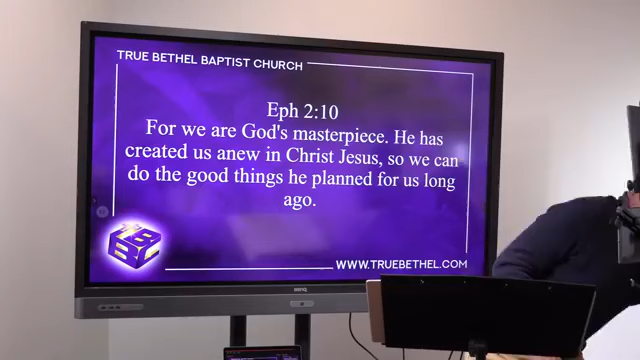 TRUE BETHEL BAPTIST CHURCH
Eph 2:10
For we are God's masterpiece. He has
created us anew in Christ Jesus, so we can
do the good things he planned for us long
ago.
WWW.TRUEBETHEL.COM
BenQ